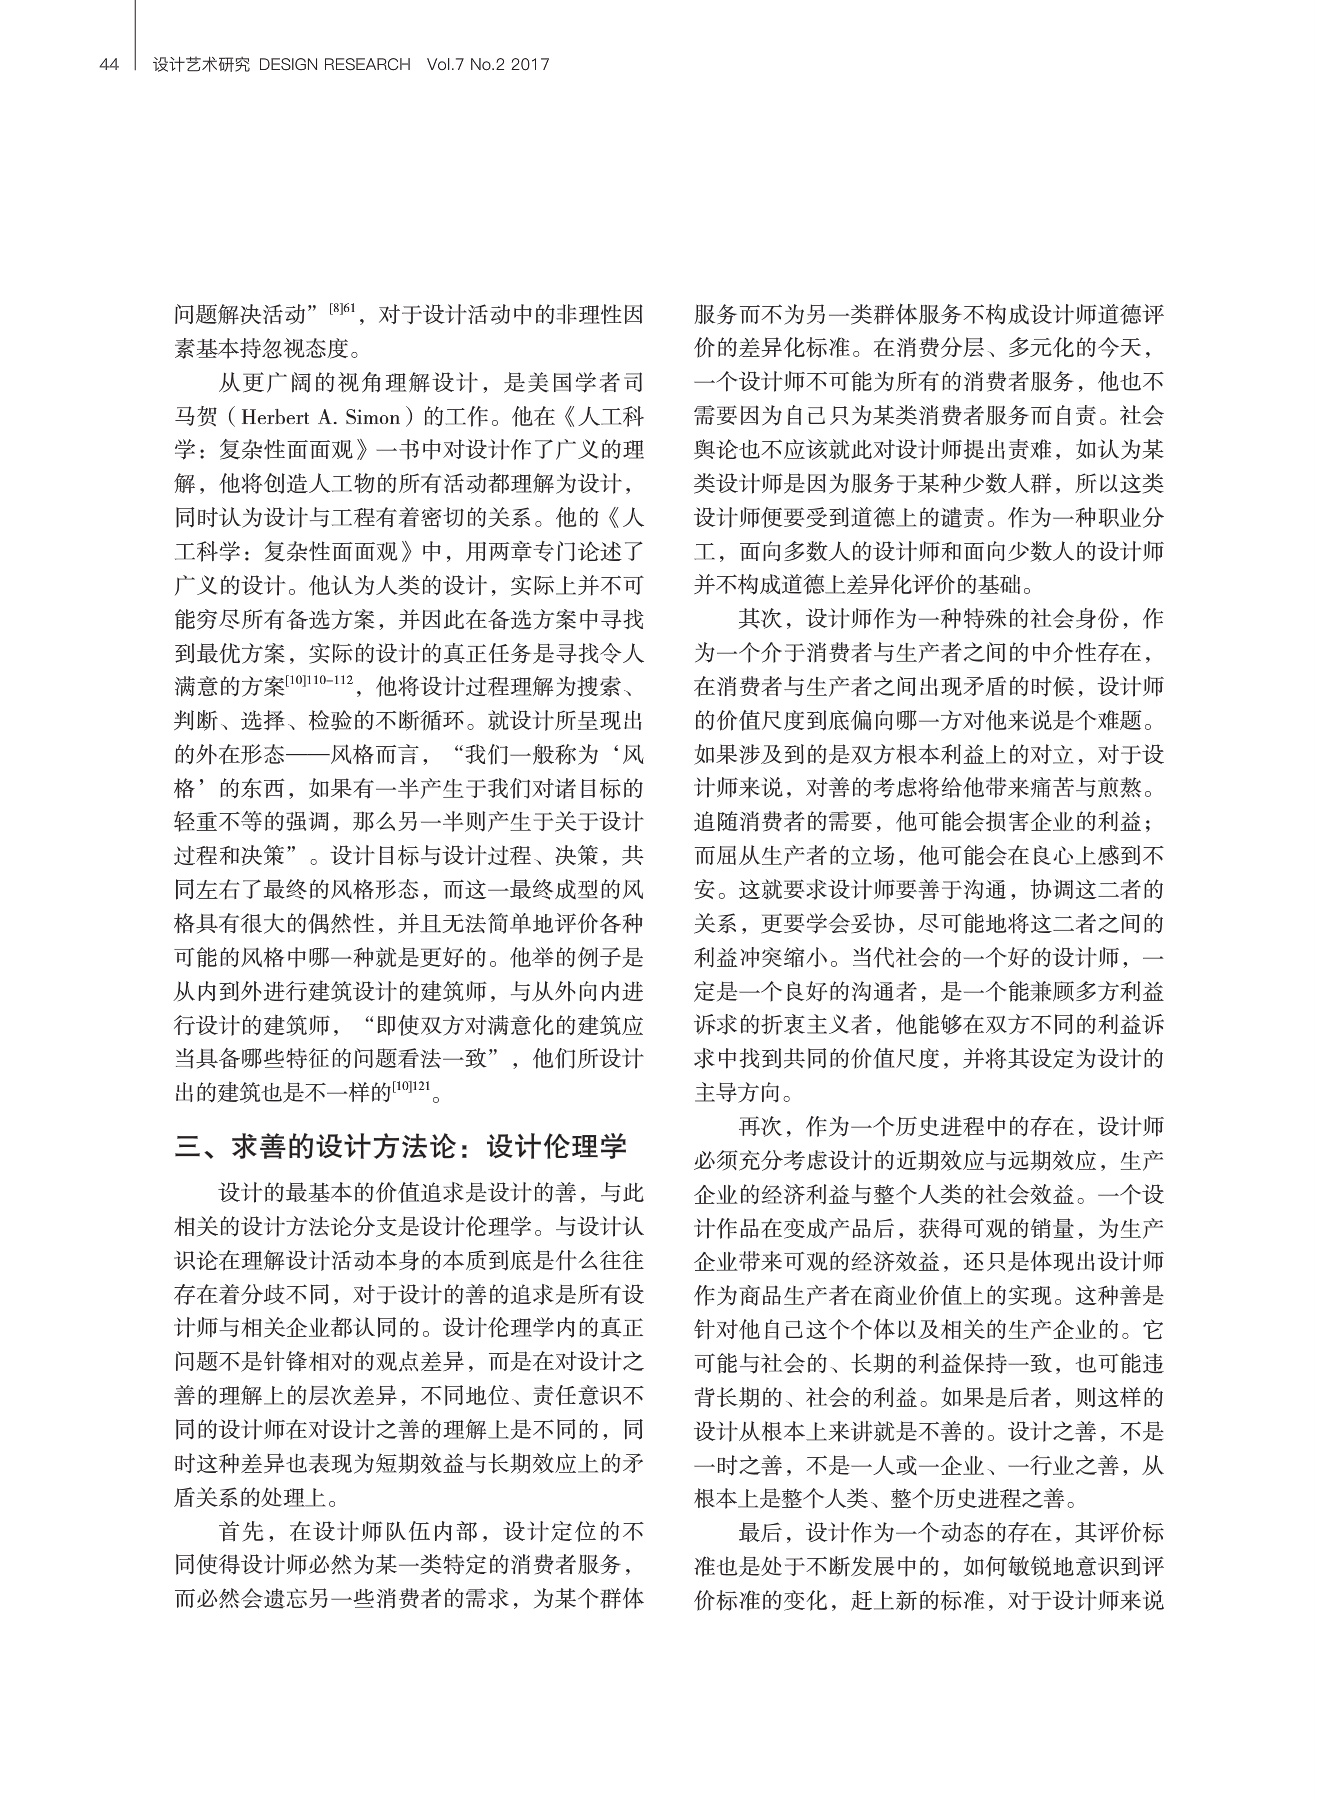 44 设计艺术研究 DESIGN RESEARCH Vol.7 No.2 2017
问题解决活动”[8]61，对于设计活动中的非理性因
素基本持忽视态度。
从更广阔的视角理解设计，是美国学者司
马贺（Herbert A. Simon）的工作。他在《人工科
学：复杂性面面观》一书中对设计作了广义的理
解，他将创造人工物的所有活动都理解为设计，
同时认为设计与工程有着密切的关系。他的《人
工科学：复杂性面面观》中，用两章专门论述了
广义的设计。他认为人类的设计，实际上并不可
能穷尽所有备选方案，并因此在备选方案中寻找
到最优方案，实际的设计的真正任务是寻找令人
满意的方案[10]110-112，他将设计过程理解为搜索、
判断、选择、检验的不断循环。就设计所呈现出
的外在形态——风格而言，“我们一般称为‘风
格’的东西，如果有一半产生于我们对诸目标的
轻重不等的强调，那么另一半则产生于关于设计
过程和决策”。设计目标与设计过程、决策，共
同左右了最终的风格形态，而这一最终成型的风
格具有很大的偶然性，并且无法简单地评价各种
可能的风格中哪一种就是更好的。他举的例子是
从内到外进行建筑设计的建筑师，与从外向内进
行设计的建筑师，“即使双方对满意化的建筑应
当具备哪些特征的问题看法一致”，他们所设计
出的建筑也是不一样的[10]121。
三、求善的设计方法论：设计伦理学
设计的最基本的价值追求是设计的善，与此
相关的设计方法论分支是设计伦理学。与设计认
识论在理解设计活动本身的本质到底是什么往往
存在着分歧不同，对于设计的善的追求是所有设
计师与相关企业都认同的。设计伦理学内的真正
问题不是针锋相对的观点差异，而是在对设计之
善的理解上的层次差异，不同地位、责任意识不
同的设计师在对设计之善的理解上是不同的，同
时这种差异也表现为短期效益与长期效应上的矛
盾关系的处理上。
首先，在设计师队伍内部，设计定位的不
同使得设计师必然为某一类特定的消费者服务，
而必然会遗忘另一些消费者的需求，为某个群体
服务而不为另一类群体服务不构成设计师道德评
价的差异化标准。在消费分层、多元化的今天，
一个设计师不可能为所有的消费者服务，他也不
需要因为自己只为某类消费者服务而自责。社会
舆论也不应该就此对设计师提出责难，如认为某
类设计师是因为服务于某种少数人群，所以这类
设计师便要受到道德上的谴责。作为一种职业分
工，面向多数人的设计师和面向少数人的设计师
并不构成道德上差异化评价的基础。
其次，设计师作为一种特殊的社会身份，作
为一个介于消费者与生产者之间的中介性存在，
在消费者与生产者之间出现矛盾的时候，设计师
的价值尺度到底偏向哪一方对他来说是个难题。
如果涉及到的是双方根本利益上的对立，对于设
计师来说，对善的考虑将给他带来痛苦与煎熬。
追随消费者的需要，他可能会损害企业的利益；
而屈从生产者的立场，他可能会在良心上感到不
安。这就要求设计师要善于沟通，协调这二者的
关系，更要学会妥协，尽可能地将这二者之间的
利益冲突缩小。当代社会的一个好的设计师，一
定是一个良好的沟通者，是一个能兼顾多方利益
诉求的折衷主义者，他能够在双方不同的利益诉
求中找到共同的价值尺度，并将其设定为设计的
主导方向。
再次，作为一个历史进程中的存在，设计师
必须充分考虑设计的近期效应与远期效应，生产
企业的经济利益与整个人类的社会效益。一个设
计作品在变成产品后，获得可观的销量，为生产
企业带来可观的经济效益，还只是体现出设计师
作为商品生产者在商业价值上的实现。这种善是
针对他自己这个个体以及相关的生产企业的。它
可能与社会的、长期的利益保持一致，也可能违
背长期的、社会的利益。如果是后者，则这样的
设计从根本上来讲就是不善的。设计之善，不是
一时之善，不是一人或一企业、一行业之善，从
根本上是整个人类、整个历史进程之善。
最后，设计作为一个动态的存在，其评价标
准也是处于不断发展中的，如何敏锐地意识到评
价标准的变化，赶上新的标准，对于设计师来说